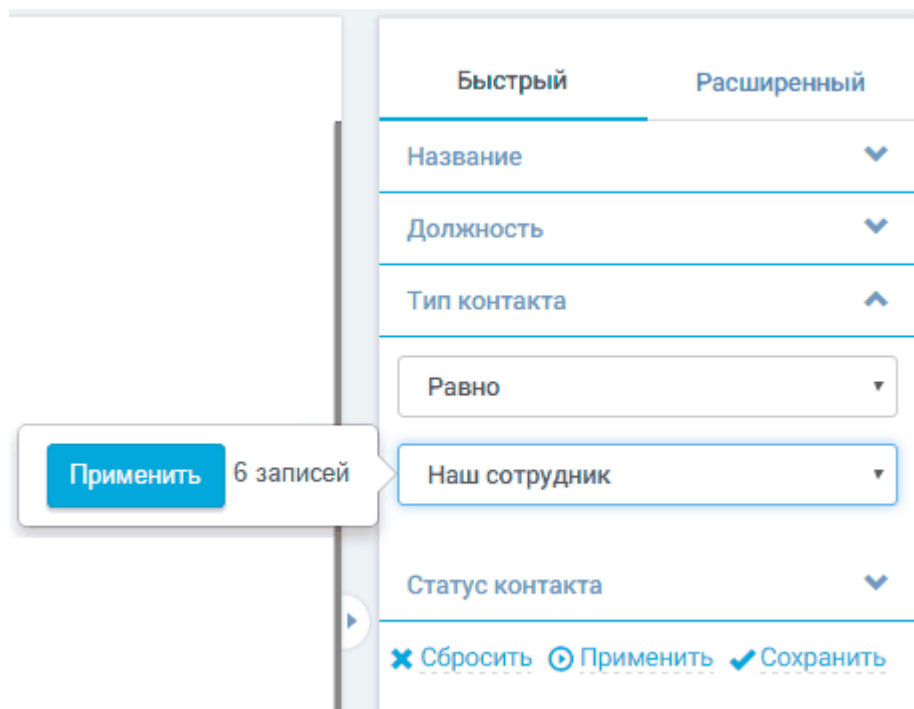 Быстрый Расширенный
Название
Должность
Тип контакта
Равно
Применить 6 записей
Наш сотрудник
Статус контакта
Сбросить Применить Сохранить